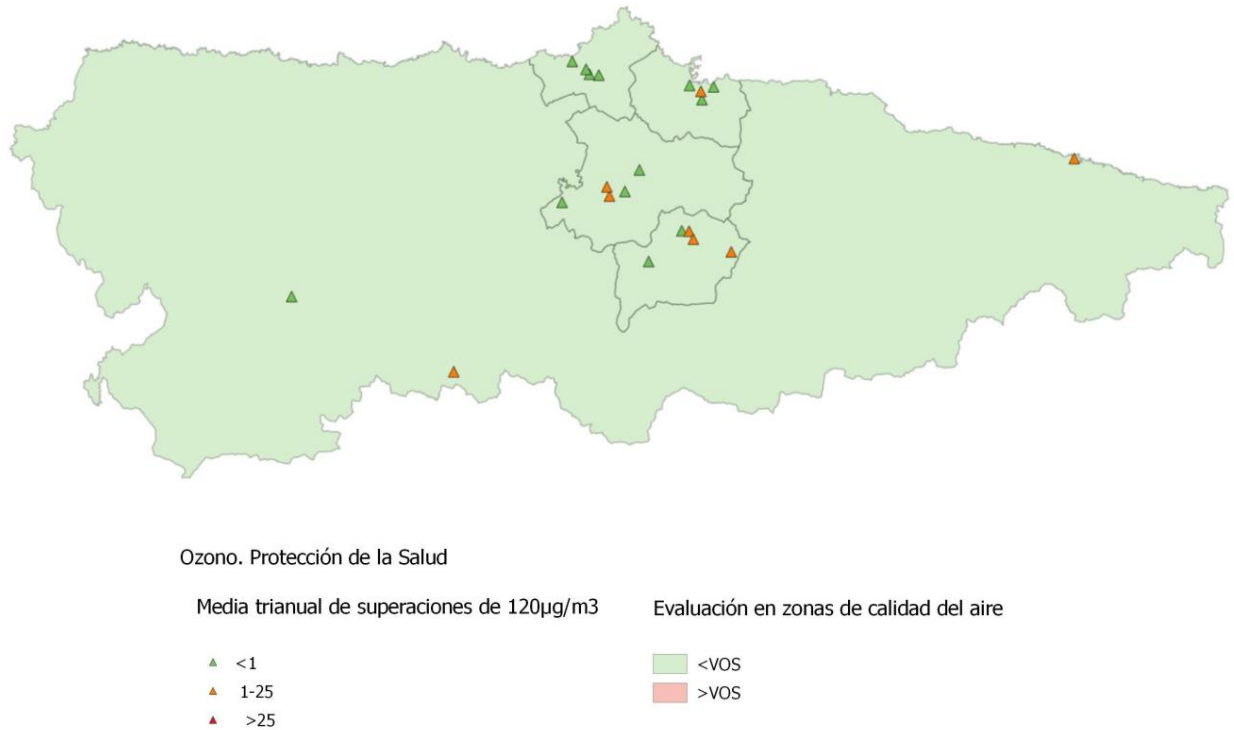 Ozono. Protección de la Salud
Media trianual de superaciones de 120µg/m3
Evaluación en zonas de calidad del aire
<1
<VOS
1-25
>VOS
>25